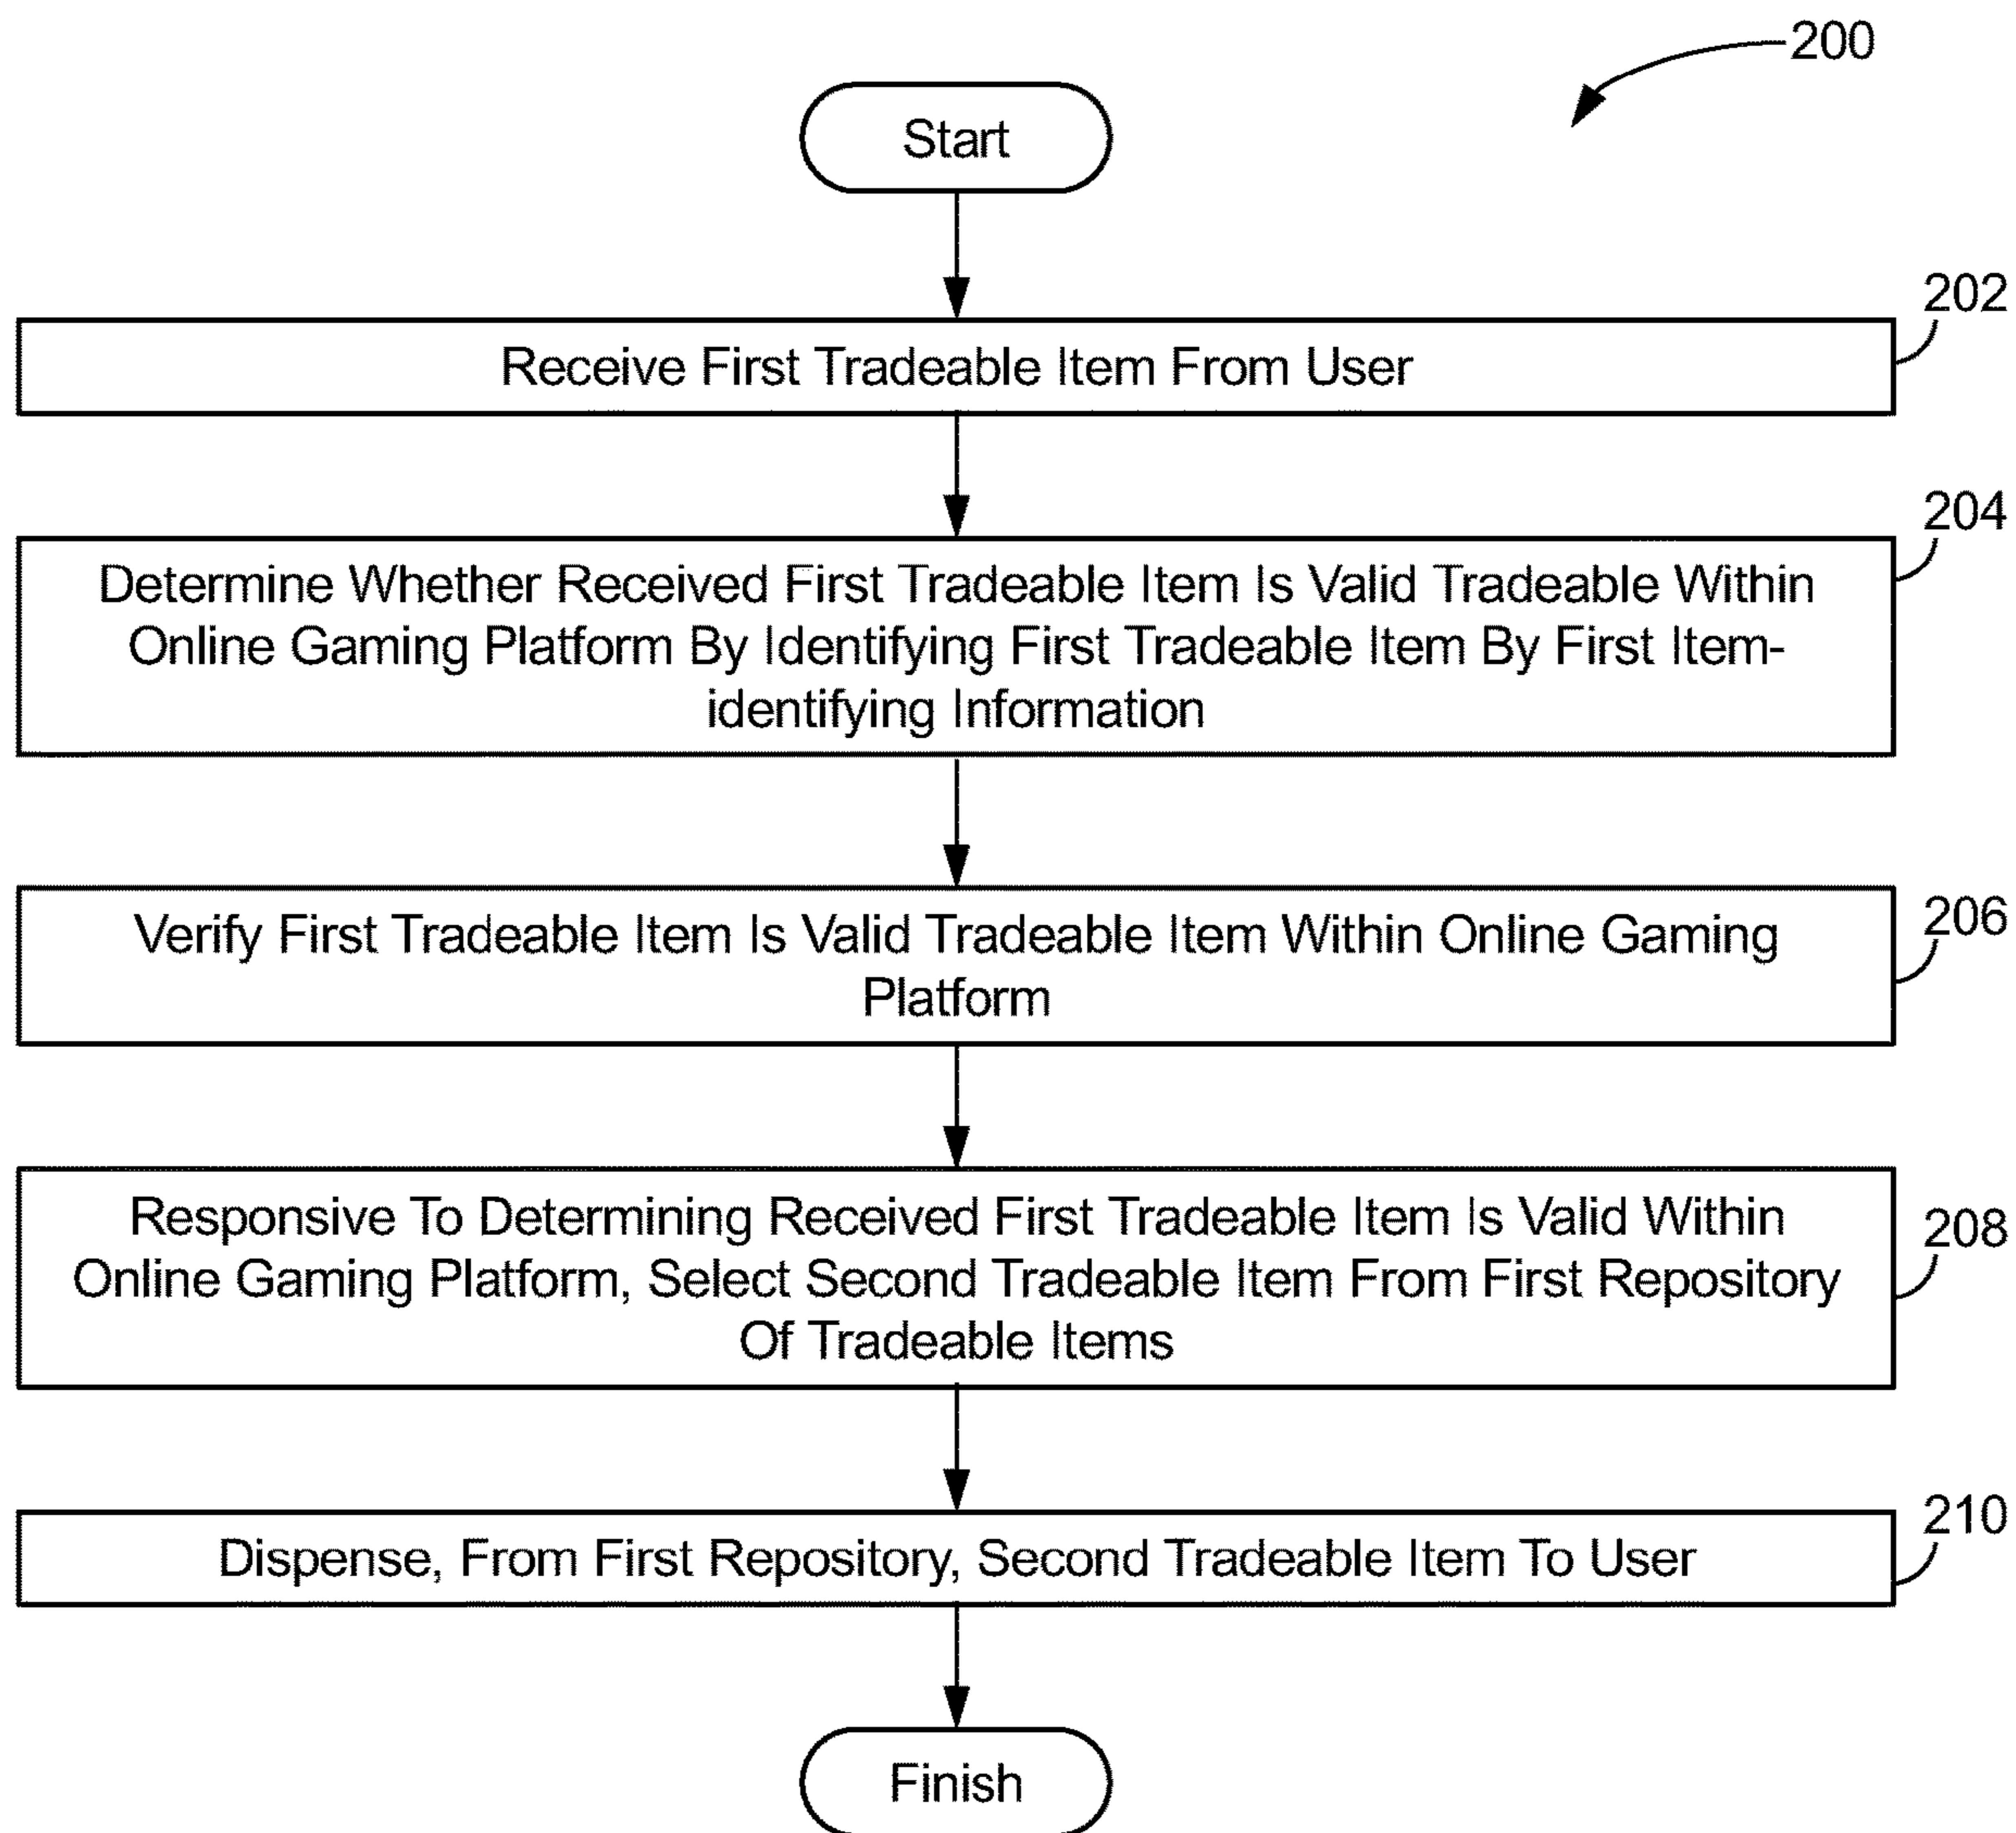 200
Start
202
Receive First Tradeable Item From User
204
Determine Whether Received First Tradeable Item Is Valid Tradeable Within
Online Gaming Platform By Identifying First Tradeable Item By First Item-
identifying Information
206
Verify First Tradeable Item Is Valid Tradeable Item Within Online Gaming
Platform
208
Responsive To Determining Received First Tradeable Item Is Valid Within
Online Gaming Platform, Select Second Tradeable Item From First Repository
Of Tradeable Items
210
Dispense, From First Repository, Second Tradeable Item To User
Finish